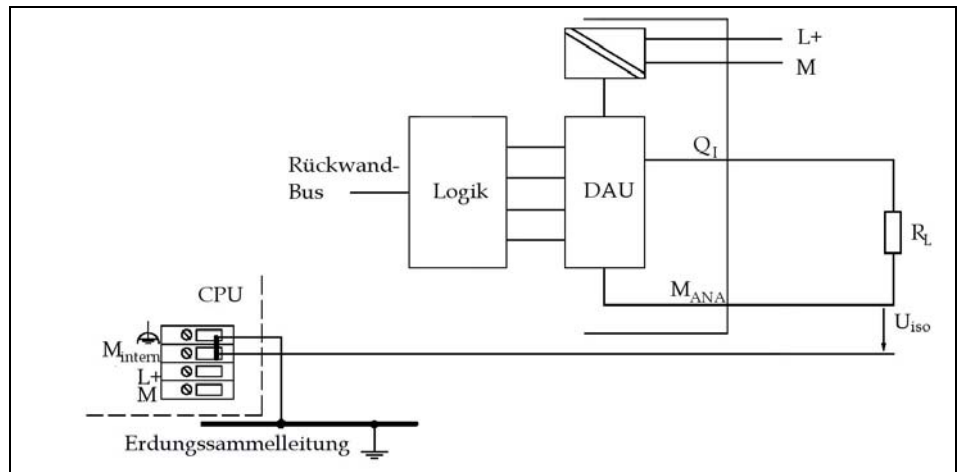 L+
M
Q_I
Rückwand-
Bus
Logik
DAU
R_L
M_ANA
CPU
U_iso
M_intern
L+
M
Erdungssammelleitung